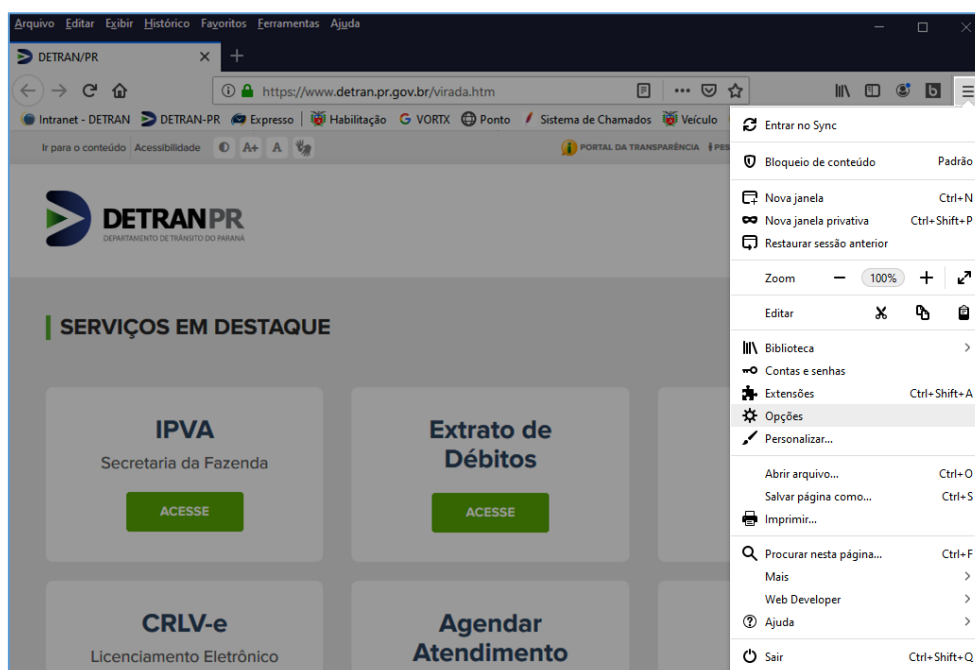 Arquivo Editar Exibir Histórico Favoritos Ferramentas Ajuda
DETRAN/PR
https://www.detran.pr.gov.br/virada.htm
Intranet - DETRAN DETRAN-PR Expresso Habilitação VORTX Ponto Sistema de Chamados Veículo
Ir para o conteúdo Acessibilidade A+ A PORTAL DA TRANSPARÊNCIA PES
DETRANPR
DEPARTAMENTO DE TRÂNSITO DO PARANÁ
SERVIÇOS EM DESTAQUE
IPVA
Secretaria da Fazenda
ACESSE
Extrato de
Débitos
ACESSE
CRLV-e
Licenciamento Eletrônico
Agendar
Atendimento
Entrar no Sync
Bloqueio de conteúdo Padrão
Nova janela Ctrl+N
Nova janela privativa Ctrl+Shift+P
Restaurar sessão anterior
Zoom 100%
Editar
Biblioteca
Contas e senhas
Extensões Ctrl+Shift+A
Opções
Personalizar...
Abrir arquivo... Ctrl+O
Salvar página como... Ctrl+S
Imprimir...
Procurar nesta página... Ctrl+F
Mais
Web Developer
Ajuda
Sair Ctrl+Shift+Q